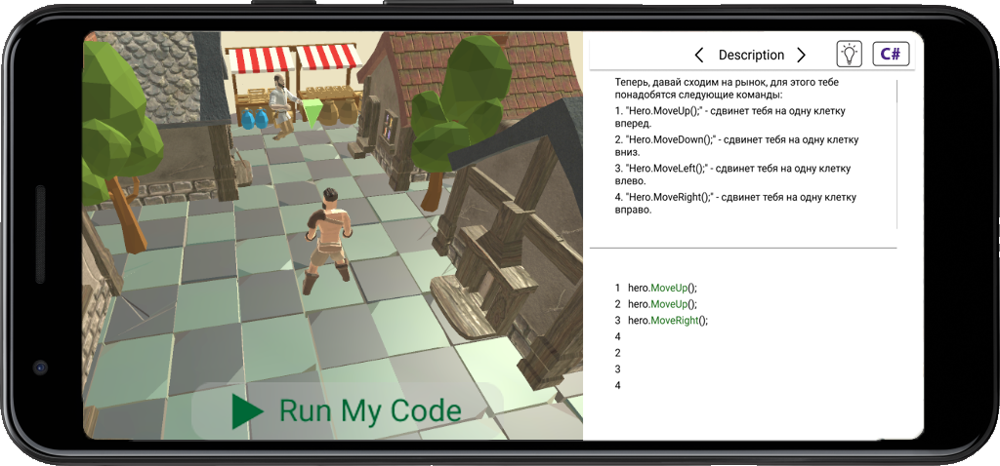 Description
C#
Теперь, давай сходим на рынок, для этого тебе
понадобятся следующие команды:
1. "Hero.MoveUp();" - сдвинет тебя на одну клетку
вперед.
2. "Hero.MoveDown();" - сдвинет тебя на одну клетку
вниз.
3. "Hero.MoveLeft();" - сдвинет тебя на одну клетку
влево.
4. "Hero.MoveRight();" - сдвинет тебя на одну клетку
вправо.
1 hero.MoveUp();
2 hero.MoveUp();
3 hero.MoveRight();
4
2
3
4
Run My Code